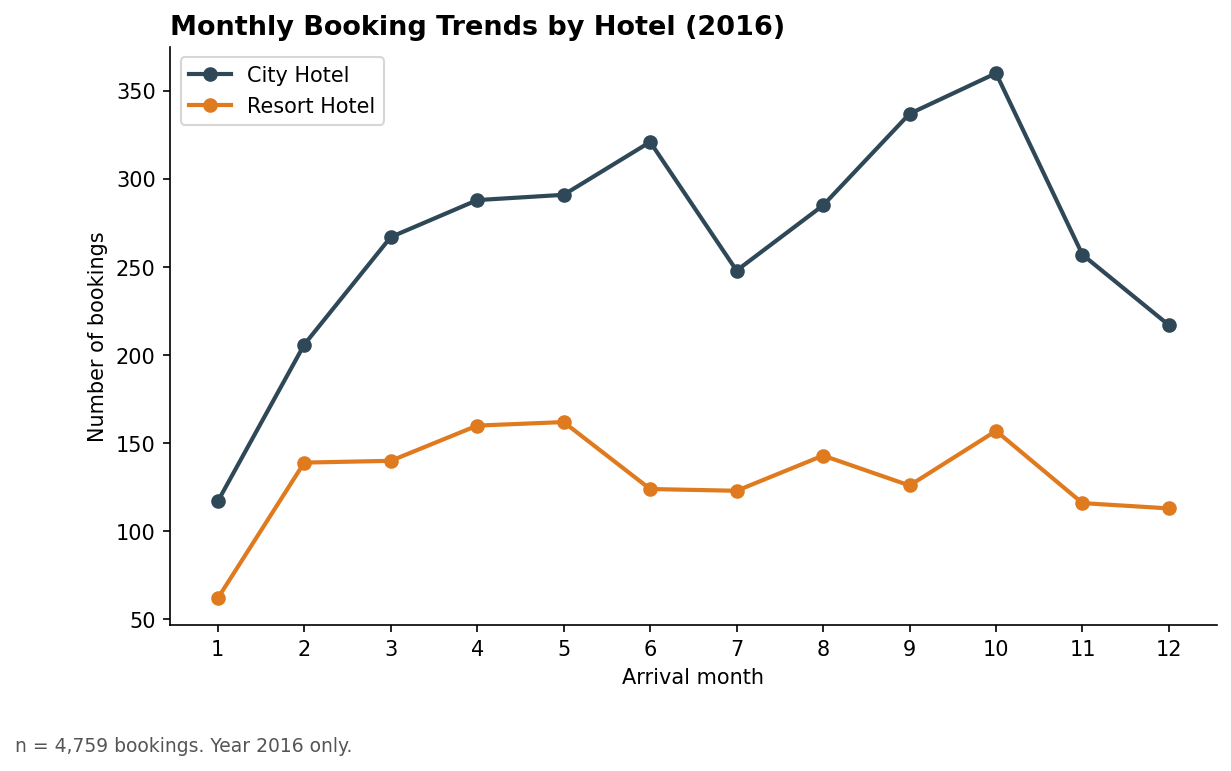 Monthly Booking Trends by Hotel (2016)
City Hotel
Resort Hotel
Number of bookings
350
300
250
200
150
100
50
1 2 3 4 5 6 7 8 9 10 11 12
Arrival month
n = 4,759 bookings. Year 2016 only.